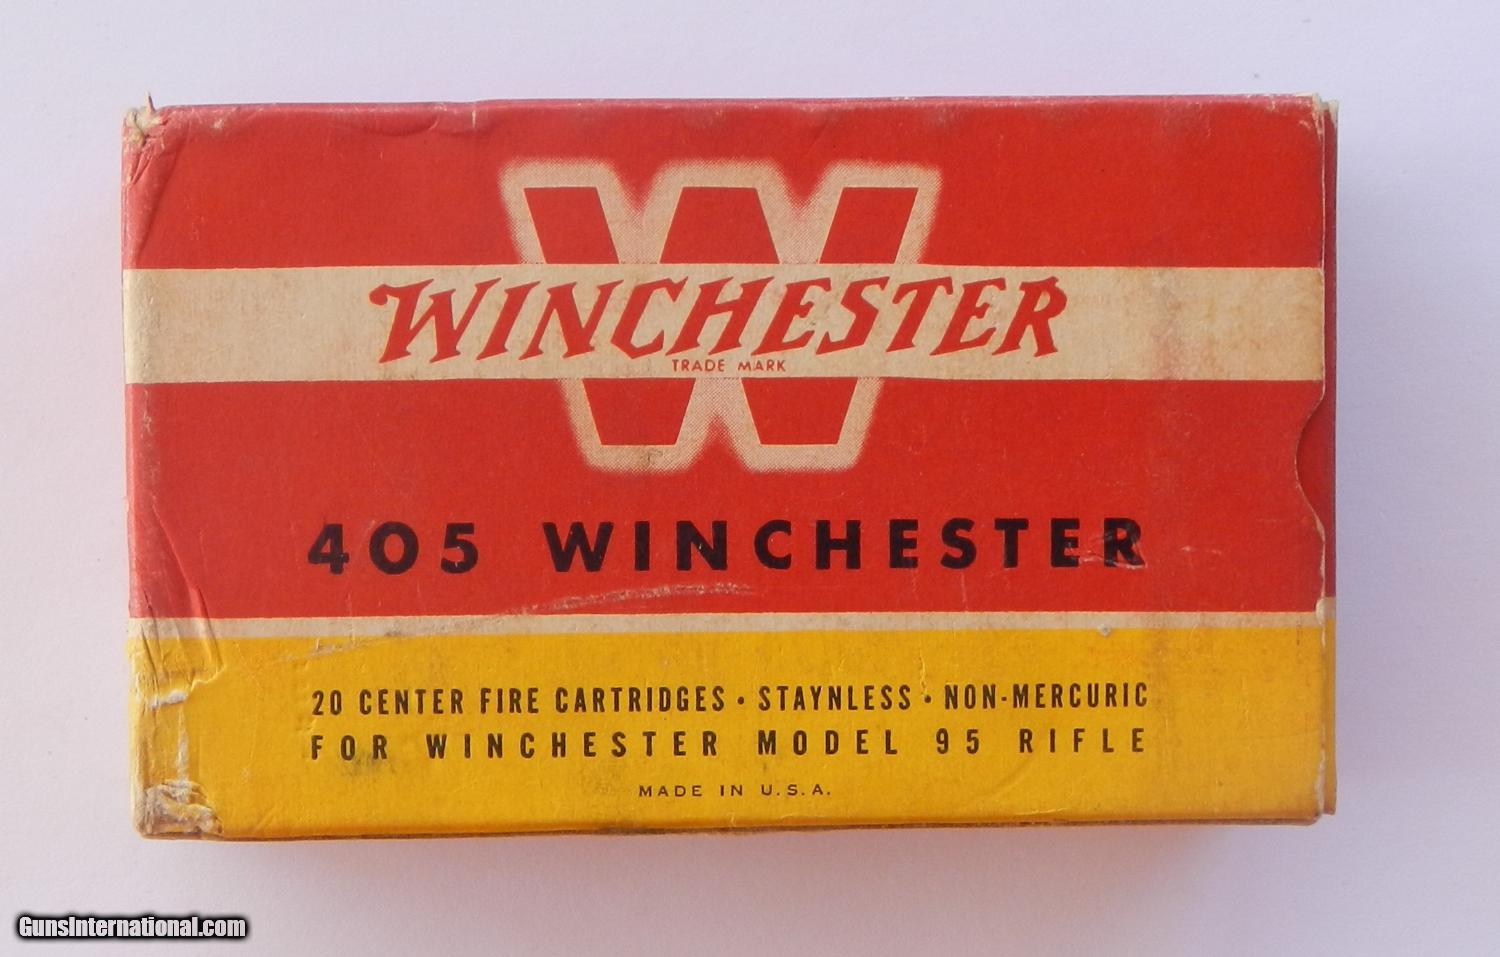 W
WINCHESTER
TRADE MARK
405 WINCHESTER
20 CENTER FIRE CARTRIDGES · STAYNLESS · NON-MERCURIC
FOR WINCHESTER MODEL 95 RIFLE
MADE IN U.S.A.
GunsInternational.com